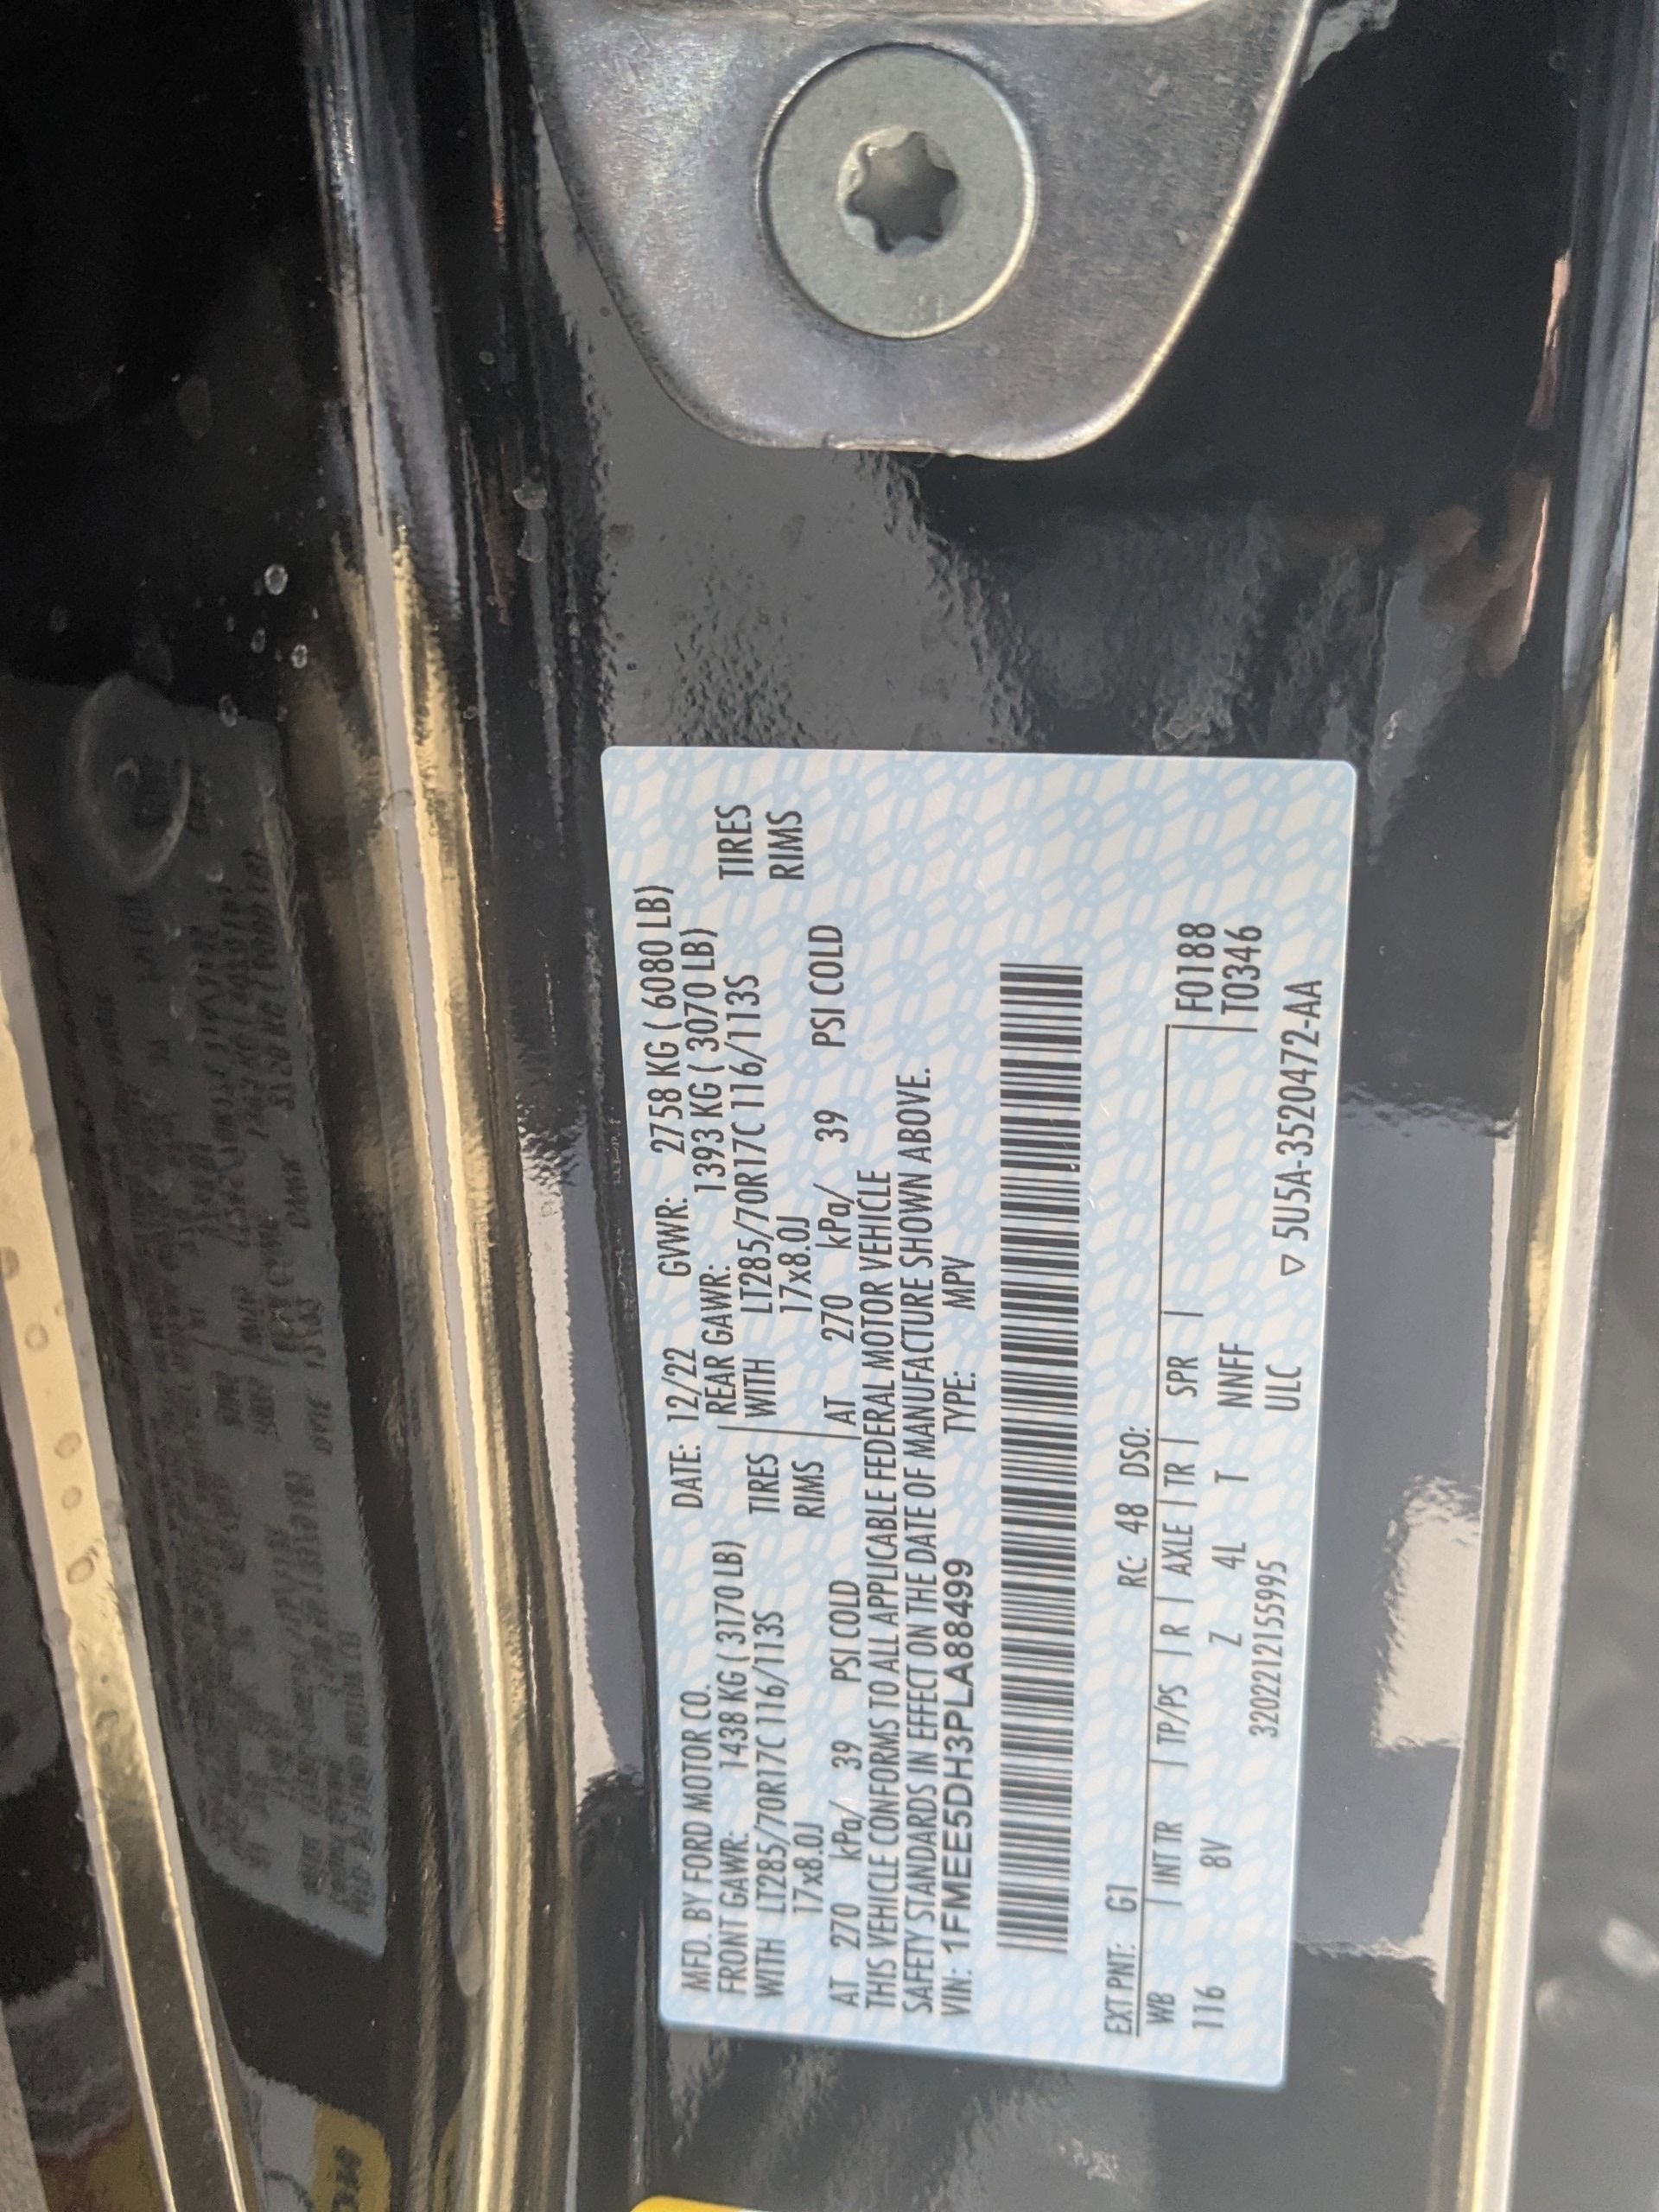 MFD. BY FORD MOTOR CO. DATE: 12/22 GVWR: 2758 KG ( 6080 LB)
FRONT GAWR: 1438 KG ( 3170 LB) REAR GAWR: 1393 KG ( 3070 LB)
WITH LT285/70R17C 116/113S TIRES WITH LT285/70R17C 116/113S TIRES
17x8.0J RIMS 17x8.0J RIMS
AT 270 kPa/ 39 PSI COLD AT 270 kPa/ 39 PSI COLD
THIS VEHICLE CONFORMS TO ALL APPLICABLE FEDERAL MOTOR VEHICLE
SAFETY STANDARDS IN EFFECT ON THE DATE OF MANUFACTURE SHOWN ABOVE.
VIN: 1FMEE5DH3PLA88499 TYPE: MPV
EXT PNT: G1 RC: 48 DSO:
WB | INT TR | TP/PS | R | AXLE | TR | SPR | F0188
116 8V Z 4L T NNFF T0346
320221215 5995 ULC ▽ 5U5A-3520472-AA